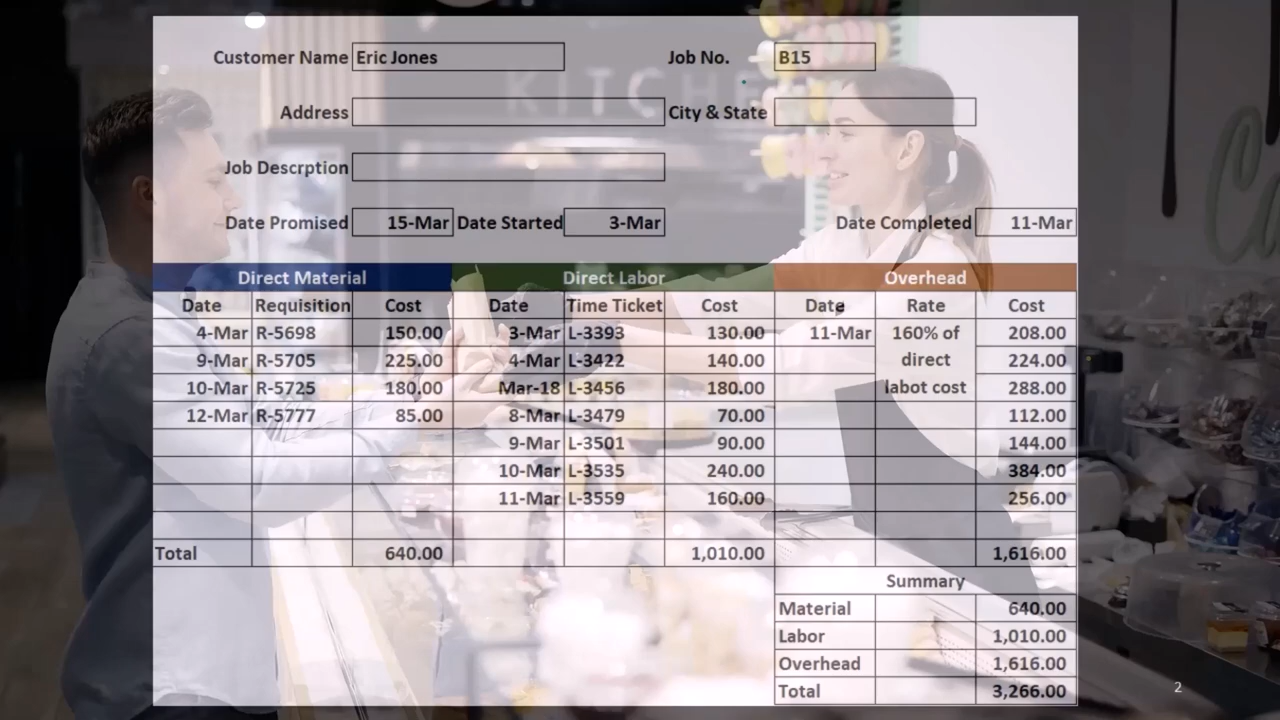 Customer Name Eric Jones Job No. B15
KITCHE
Address City & State
Job Descrption
Date Promised 15-Mar Date Started 3-Mar Date Completed 11-Mar
Direct Material Direct Labor Overhead
Date Requisition Cost Date Time Ticket Cost Date Rate Cost
4-Mar R-5698 150.00 3-Mar L-3393 130.00 11-Mar 160% of 208.00
9-Mar R-5705 225.00 4-Mar L-3422 140.00 direct 224.00
10-Mar R-5725 180.00 Mar-18 L-3456 180.00 labot cost 288.00
12-Mar R-5777 85.00 8-Mar L-3479 70.00 112.00
9-Mar L-3501 90.00 144.00
10-Mar L-3535 240.00 384.00
11-Mar L-3559 160.00 256.00
Total 640.00 1,010.00 1,616.00
Summary
Material 640.00
Labor 1,010.00
Overhead 1,616.00
Total 3,266.00
2